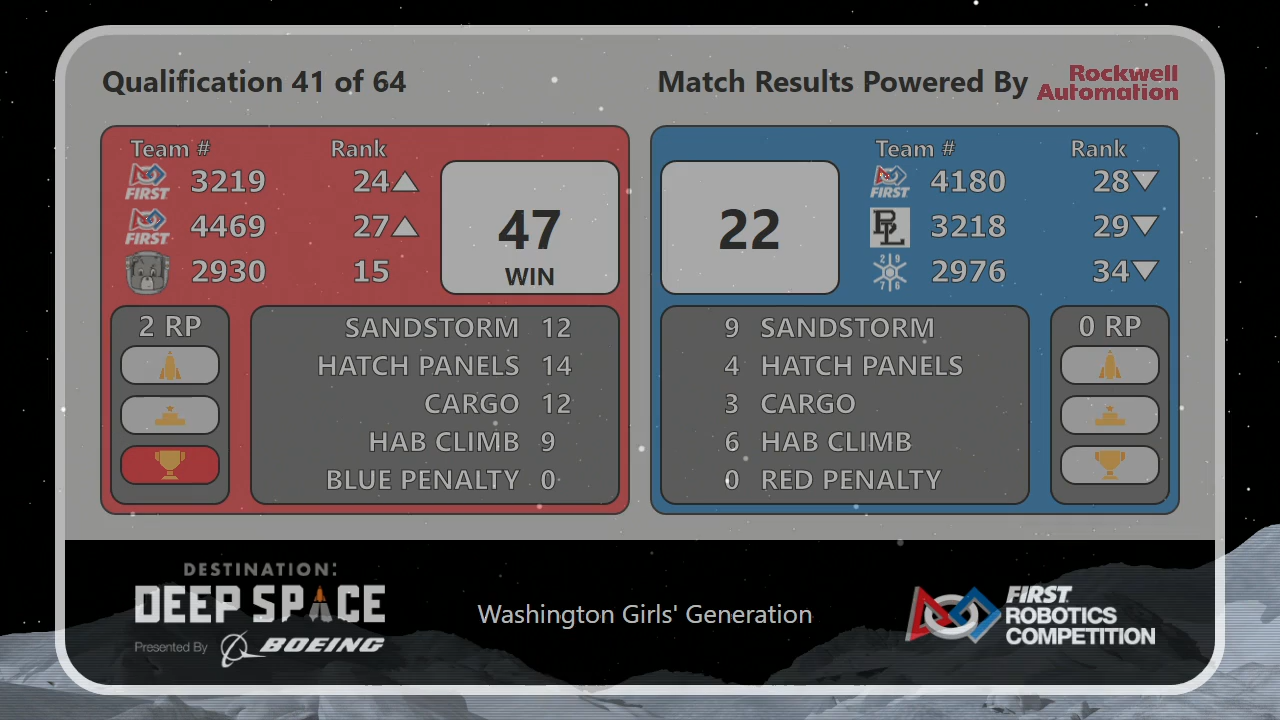 Qualification 41 of 64
Match Results Powered By Rockwell Automation
Team # Rank
FIRST 3219 24
FIRST 4469 27
2930 15
47
WIN
22
Team # Rank
FIRST 4180 28
BL 3218 29
2976 2976 34
2 RP
SANDSTORM 12
HATCH PANELS 14
CARGO 12
HAB CLIMB 9
BLUE PENALTY 0
9 SANDSTORM
4 HATCH PANELS
3 CARGO
6 HAB CLIMB
0 RED PENALTY
0 RP
DESTINATION:
DEEP SPACE
Presented By BOEING
Washington Girls' Generation
FIRST
ROBOTICS
COMPETITION